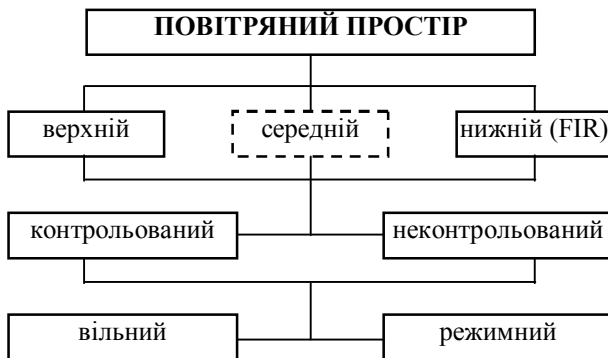 ПОВІТРЯНИЙ ПРОСТІР
верхній
середній
нижній (FIR)
контрольований
неконтрольований
вільний
режимний